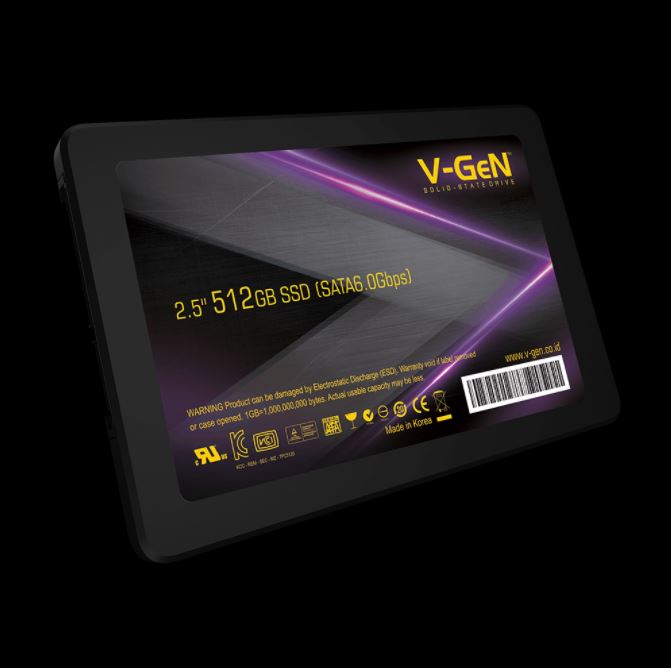 V-GeN
SOLID-STATE DRIVE
2.5" 512GB SSD (SATA6.0Gbps)
WARNING Product can be damaged by Electrostatic Discharge (ESD). Warranty void if label removed
or case opened. 1GB=1,000,000,000 bytes. Actual usable capacity may be less.
www.v-gen.co.id
Made in Korea